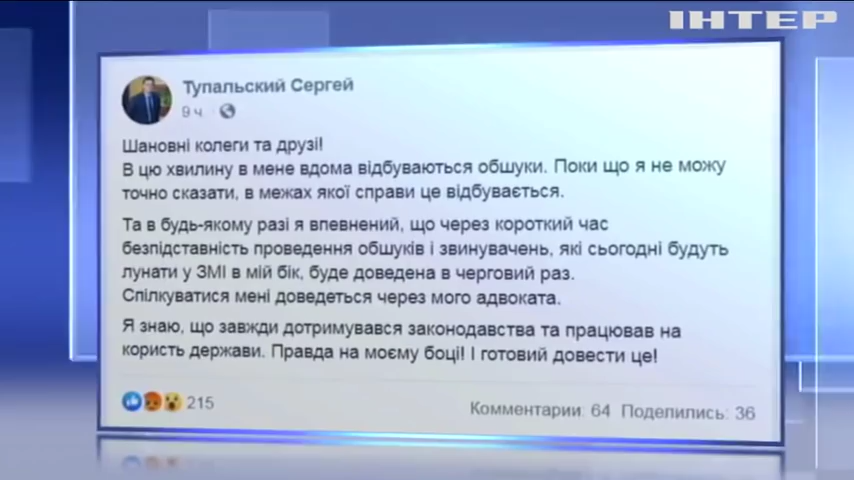 ІНТЕР
Тупальский Сергей
9 ч
Шановні колеги та друзі!
В цю хвилину в мене вдома відбуваються обшуки. Поки що я не можу
точно сказати, в межах якої справи це відбувається.
Та в будь-якому разі я впевнений, що через короткий час
безпідставність проведення обшуків і звинувачень, які сьогодні будуть
лунати у ЗМІ в мій бік, буде доведена в черговий раз.
Спілкуватися мені доведеться через мого адвоката.
Я знаю, що завжди дотримувався законодавства та працював на
користь держави. Правда на моєму боці! І готовий довести це!
215
Комментарии: 64 Поделились: 36